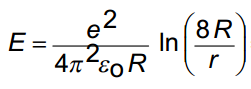 E = e² / 4π²ε₀R ln(8R / r)